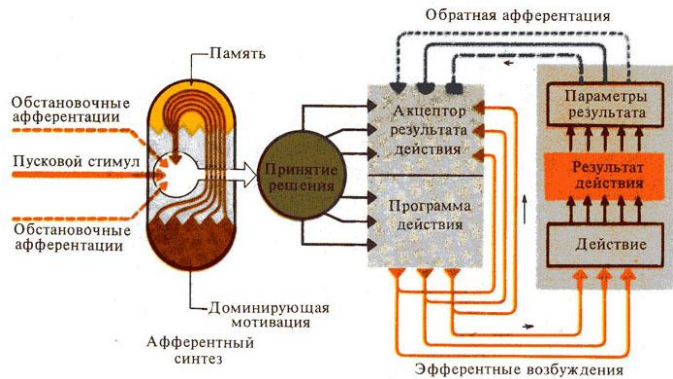 Обратная афферентация
Память
Обстановочные
афферентации
Пусковой стимул
Обстановочные
афферентации
Принятие
решения
Акцептор
результата
действия
Программа
действия
Параметры
результата
Результат
действия
Действие
Доминирующая
мотивация
Афферентный
синтез
Эфферентные возбуждения